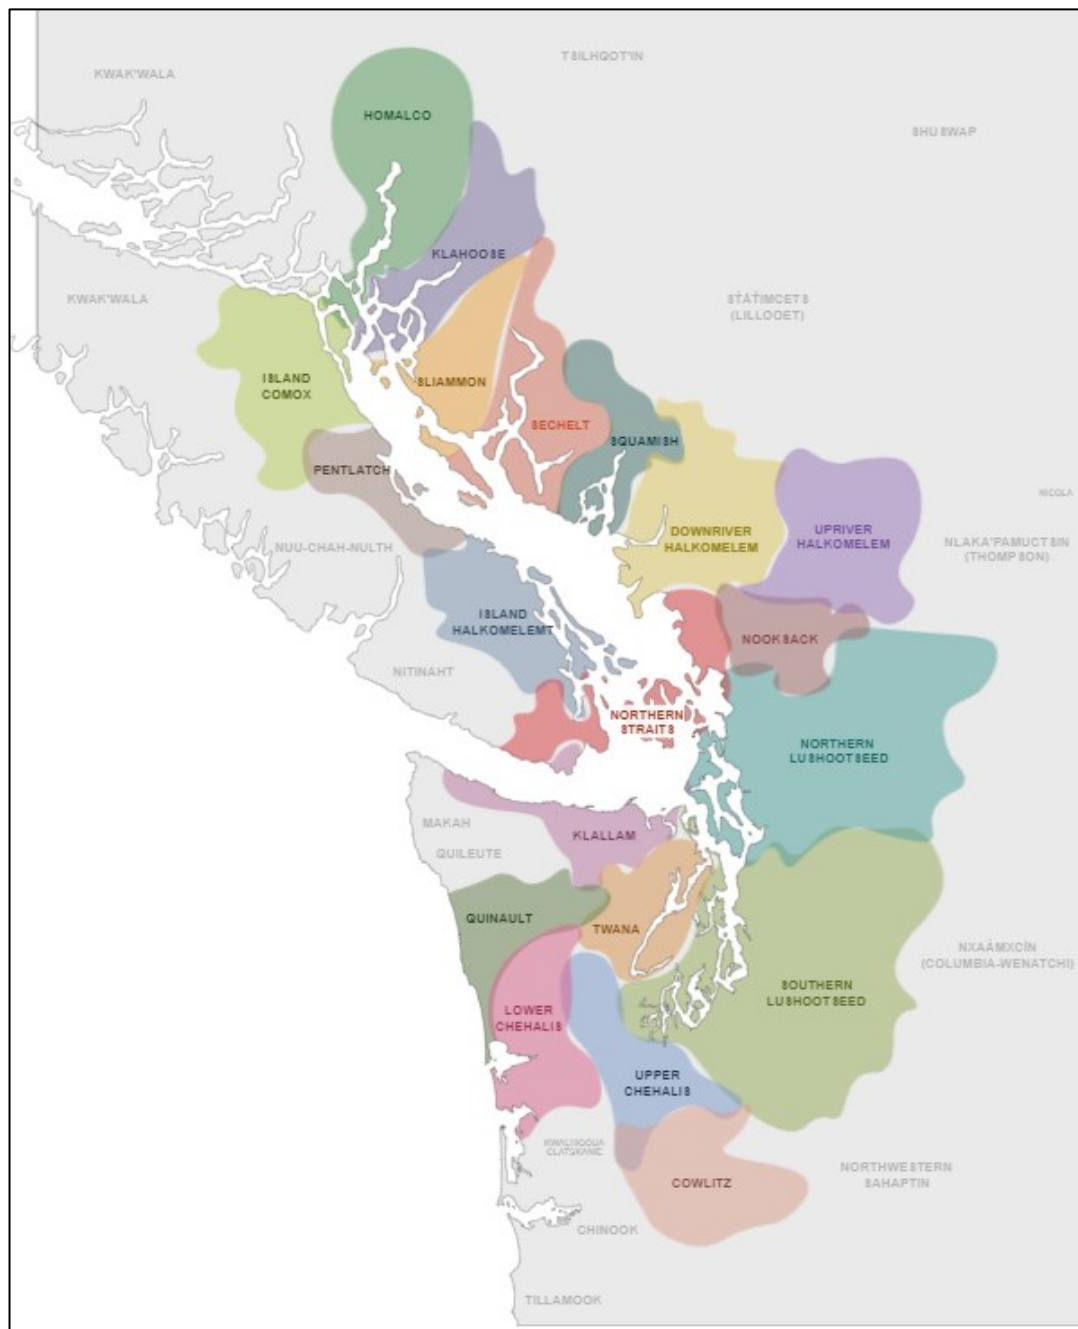 TSILHQOT'IN
KWAK'WALA
HOMALCO
SHUSWAP
KLAHOOSE
KWAK'WALA
SṪÁṪIMCETS
(LILLOOET)
ISLAND
COMOX
SLIAMMON
SECHELT
SQUAMISH
PENTLATCH
NICOLA
DOWNRIVER
HALKOMELEM
UPRIVER
HALKOMELEM
NLAKA'PAMUCTSIN
(THOMPSON)
NUU-CHAH-NULTH
ISLAND
HALKOMELEMT
NOOKSACK
NITINAHT
NORTHERN
STRAITS
NORTHERN
LUSHOOTSEED
MAKAH
KLALLAM
QUILEUTE
QUINAULT
TWANA
NXAÀMXCÍN
(COLUMBIA-WENATCHI)
SOUTHERN
LUSHOOTSEED
LOWER
CHEHALIS
UPPER
CHEHALIS
KWALHIOQUA
CLATSKANIE
NORTHWESTERN
SAHAPTIN
COWLITZ
CHINOOK
TILLAMOOK